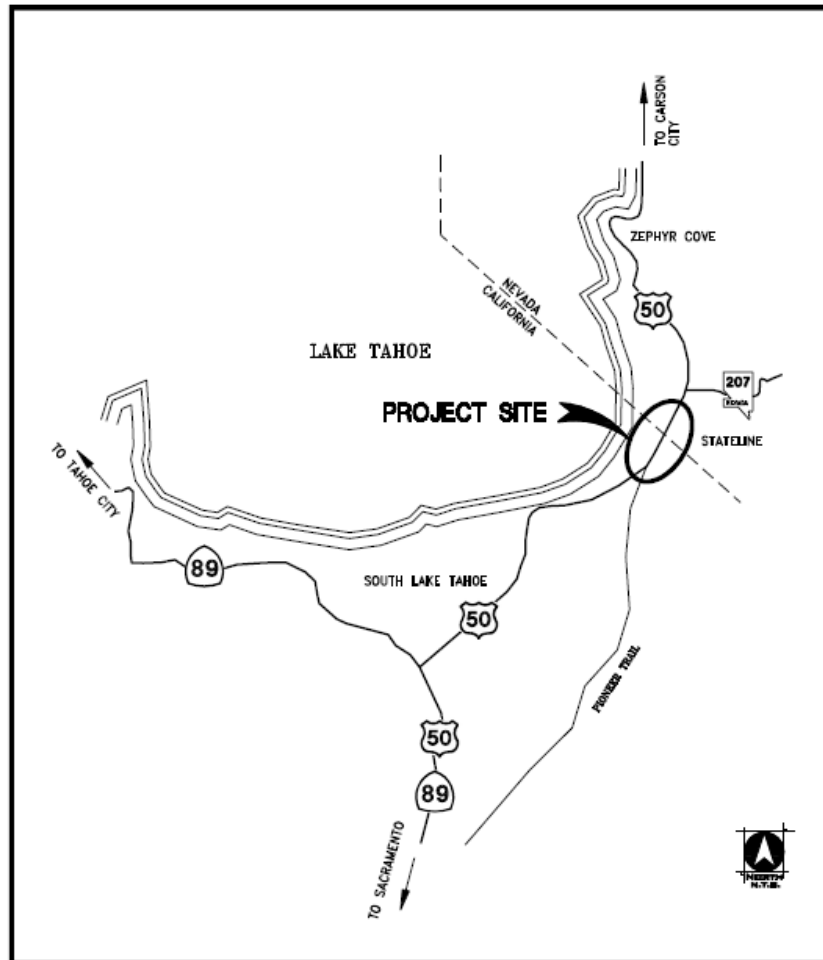 TO CARSON
CITY
ZEPHYR COVE
NEVADA
CALIFORNIA
50
LAKE TAHOE
207
PROJECT SITE
STATELINE
TO TAHOE CITY
89
SOUTH LAKE TAHOE
50
PIONEER TRAIL
50
89
TO SACRAMENTO
NORTH
N.T.S.